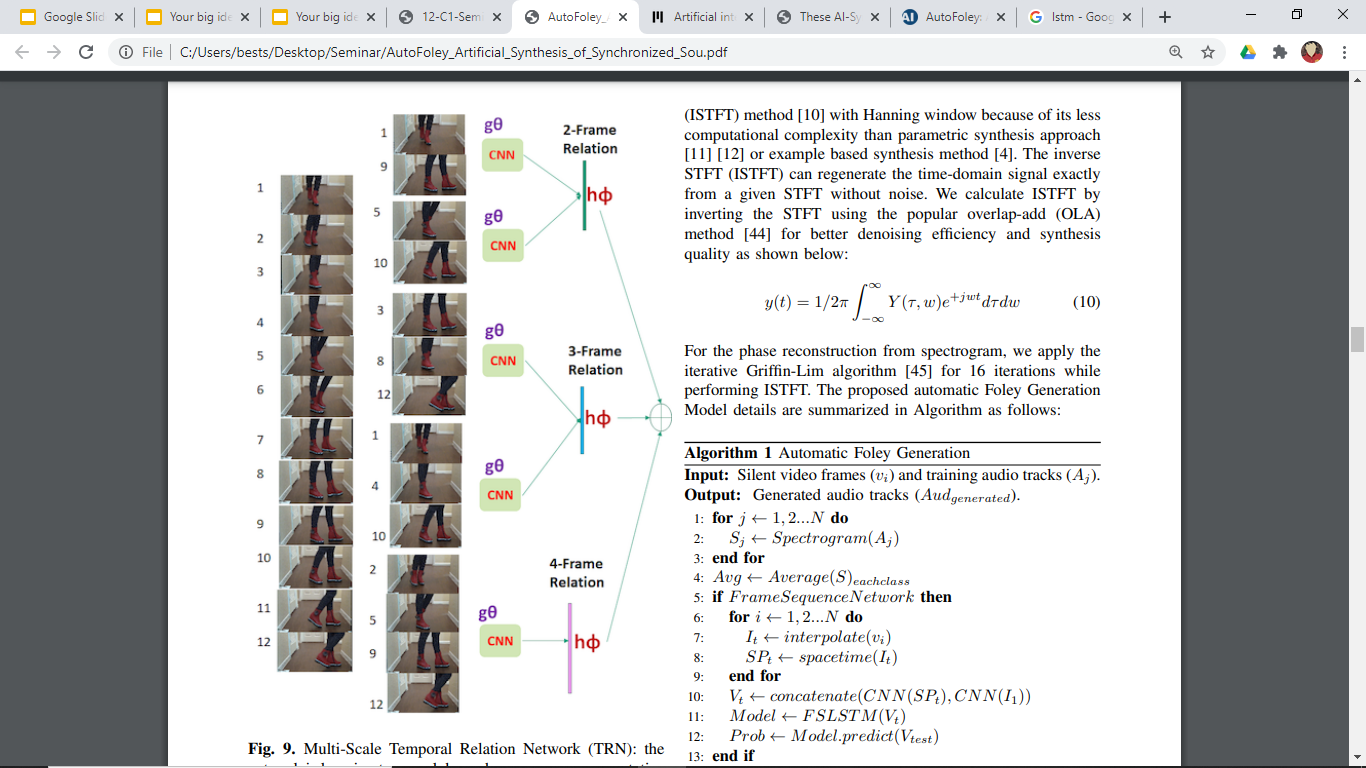 Google Slid
Your big ide
Your big ide
12-C1-Semi
AutoFoley_
Artificial int
These AI-Sy
AutoFoley:
lstm - Goog
File
C:/Users/bests/Desktop/Seminar/AutoFoley_Artificial_Synthesis_of_Synchronized_Sou.pdf
1
2
3
4
5
6
7
8
9
10
11
12
1
9
5
10
gθ
CNN
gθ
CNN
2-Frame
Relation
hϕ
3
8
12
1
4
10
gθ
CNN
gθ
CNN
3-Frame
Relation
hϕ
2
5
9
12
gθ
CNN
4-Frame
Relation
hϕ
Fig. 9. Multi-Scale Temporal Relation Network (TRN): the
(ISTFT) method [10] with Hanning window because of its less
computational complexity than parametric synthesis approach
[11] [12] or example based synthesis method [4]. The inverse
STFT (ISTFT) can regenerate the time-domain signal exactly
from a given STFT without noise. We calculate ISTFT by
inverting the STFT using the popular overlap-add (OLA)
method [44] for better denoising efficiency and synthesis
quality as shown below:
y(t) = 1/2π ∫_{−∞}^{∞} Y(τ, w)e^{+jwt}dτdw (10)
For the phase reconstruction from spectrogram, we apply the
iterative Griffin-Lim algorithm [45] for 16 iterations while
performing ISTFT. The proposed automatic Foley Generation
Model details are summarized in Algorithm as follows:
Algorithm 1 Automatic Foley Generation
Input: Silent video frames (v_i) and training audio tracks (A_j).
Output: Generated audio tracks (Aud_{generated}).
1: for j ← 1, 2...N do
2: S_j ← Spectrogram(A_j)
3: end for
4: Avg ← Average(S)_{eachclass}
5: if FrameSequenceNetwork then
6: for i ← 1, 2...N do
7: I_t ← interpolate(v_i)
8: SP_t ← spacetime(I_t)
9: end for
10: V_t ← concatenate(CNN(SP_t), CNN(I_1))
11: Model ← FSLSTM(V_t)
12: Prob ← Model.predict(V_{test})
13: end if